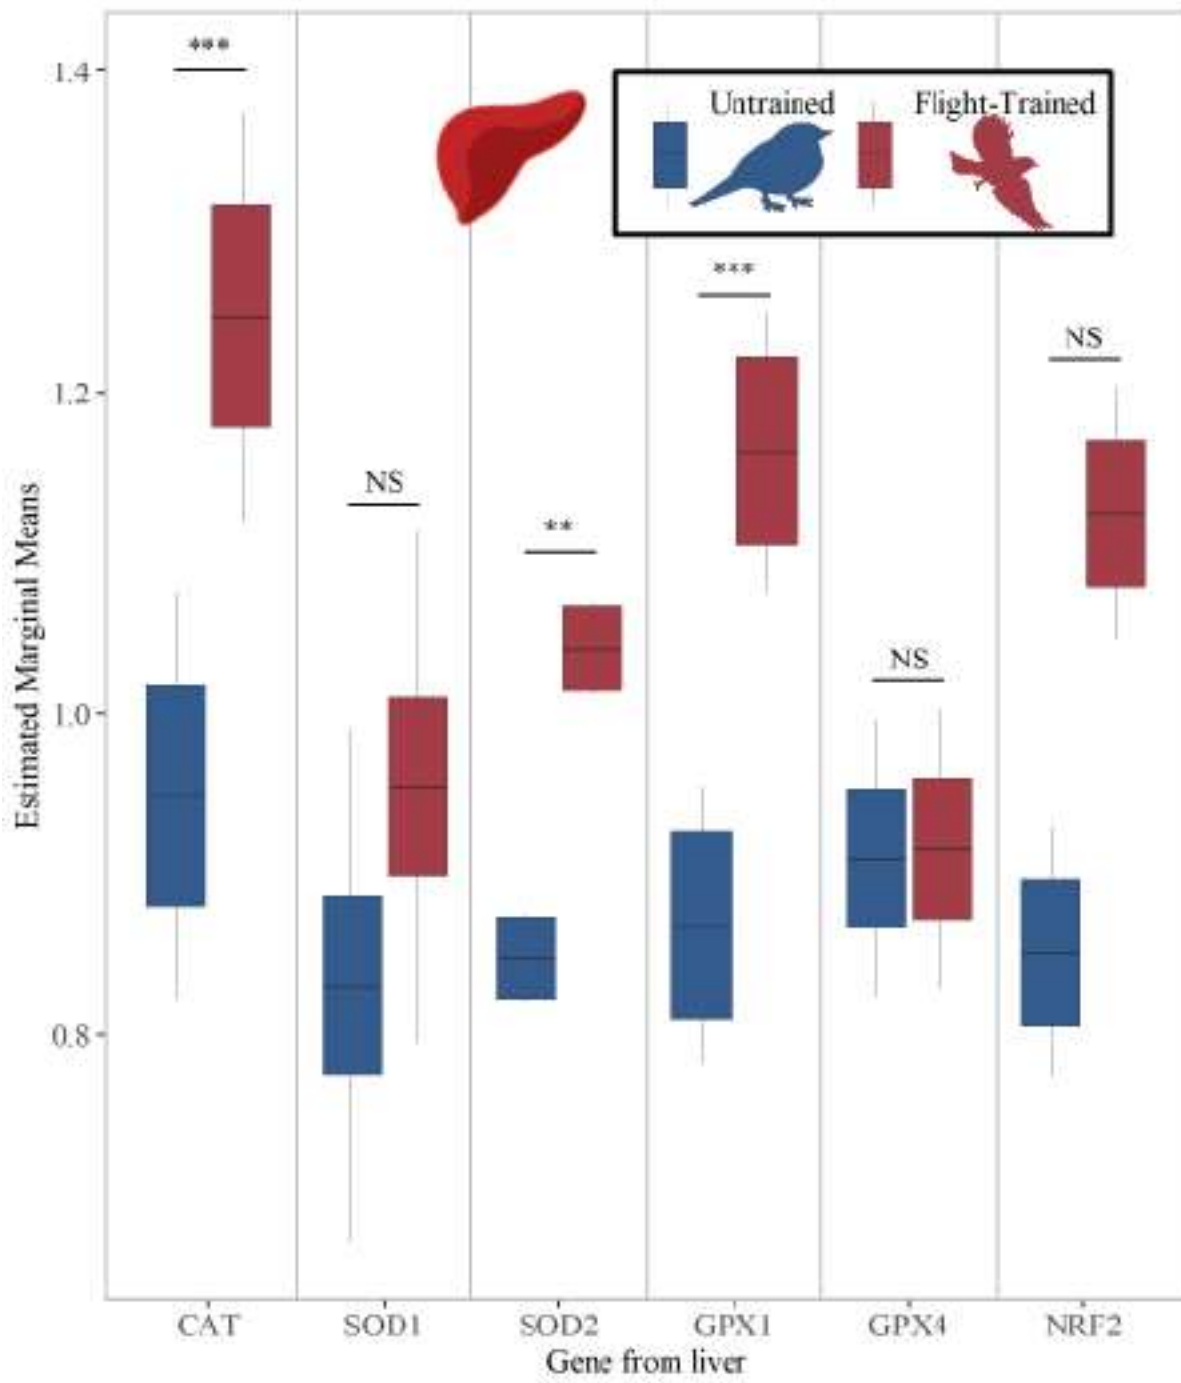 ***
1.4
Untrained
Flight-Trained
***
NS
1.2
NS
**
NS
1.0
0.8
Estimated Marginal Means
CAT
SOD1
SOD2
GPX1
GPX4
NRF2
Gene from liver